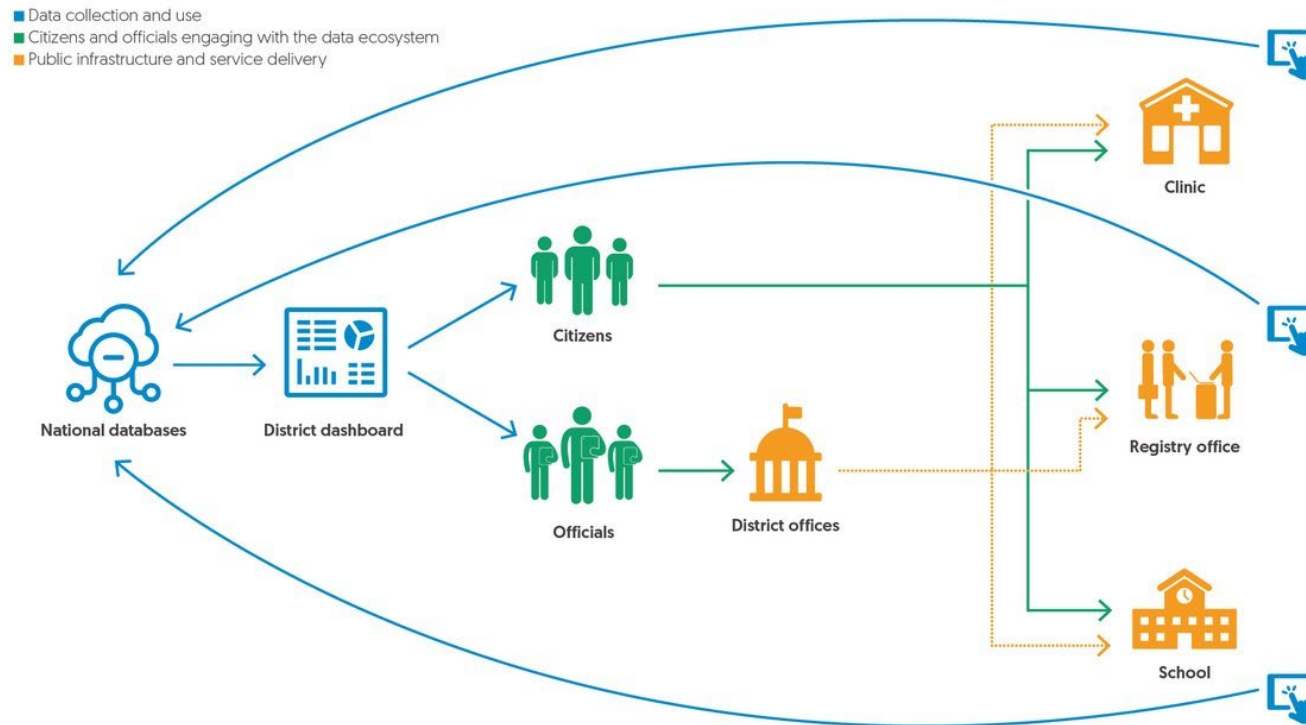 Data collection and use
Citizens and officials engaging with the data ecosystem
Public infrastructure and service delivery
Clinic
Citizens
National databases
District dashboard
Registry office
Officials
District offices
School